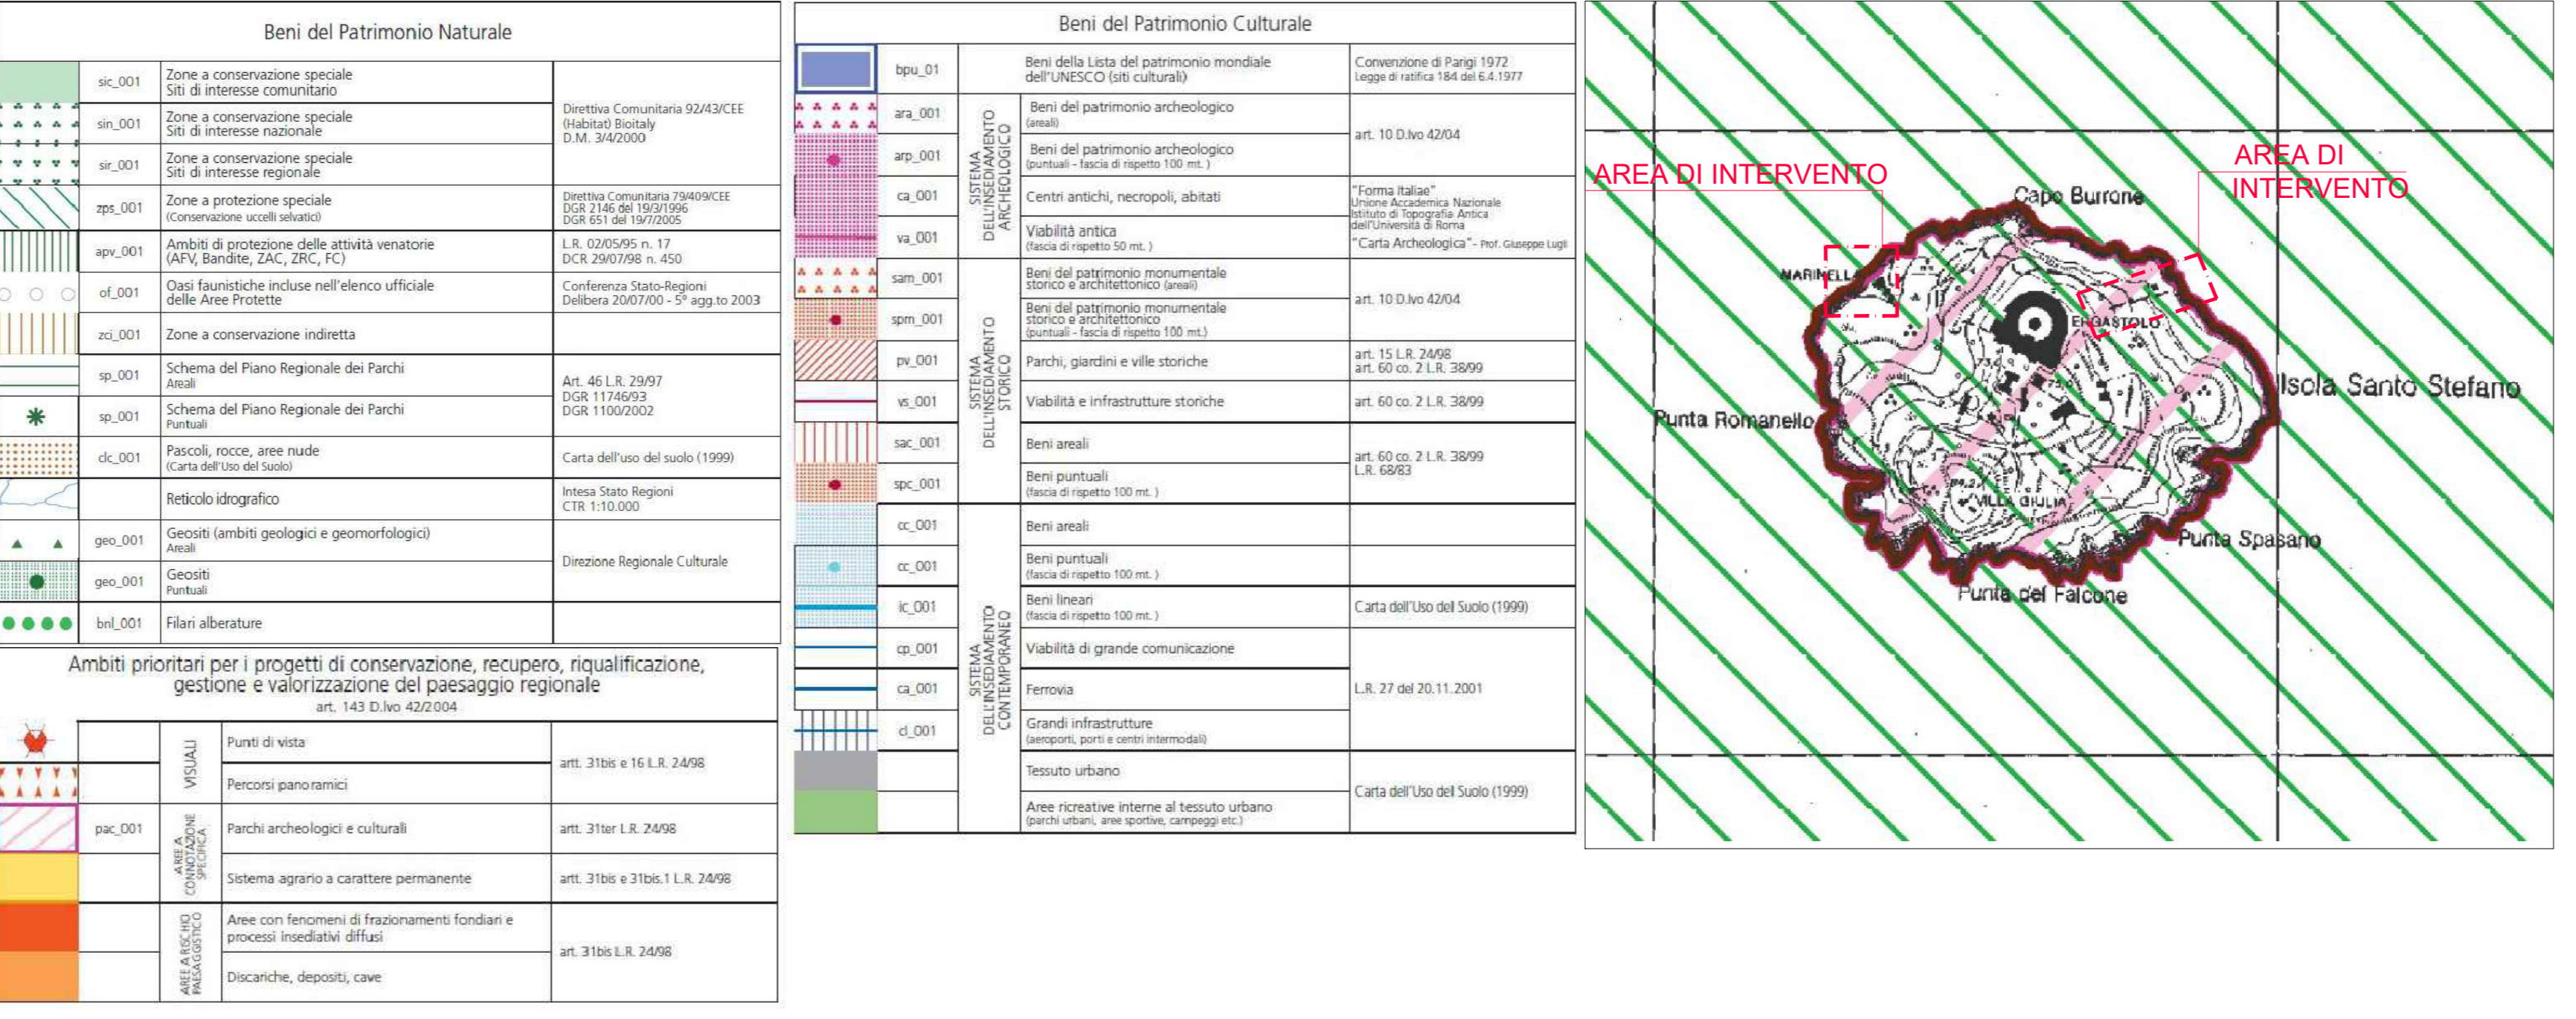 Beni del Patrimonio Naturale
sic_001
Zone a conservazione speciale
Siti di interesse comunitario
Direttiva Comunitaria 92/43/CEE
(Habitat) Bioitaly
D.M. 3/4/2000
sin_001
Zone a conservazione speciale
Siti di interesse nazionale
sir_001
Zone a conservazione speciale
Siti di interesse regionale
zps_001
Zone a protezione speciale
(Conservazione uccelli selvatici)
Direttiva Comunitaria 79/409/CEE
DGR 2146 del 19/3/1996
DGR 651 del 19/7/2005
apv_001
Ambiti di protezione delle attività venatorie
(AFV, Bandite, ZAC, ZRC, FC)
L.R. 02/05/95 n. 17
DCR 29/07/98 n. 450
of_001
Oasi faunistiche incluse nell'elenco ufficiale
delle Aree Protette
Conferenza Stato-Regioni
Delibera 20/07/00 - 5° agg.to 2003
zci_001
Zone a conservazione indiretta
sp_001
Schema del Piano Regionale dei Parchi
Areali
Art. 46 L.R. 29/97
DGR 11746/93
DGR 1100/2002
sp_001
Schema del Piano Regionale dei Parchi
Puntuali
clc_001
Pascoli, rocce, aree nude
(Carta dell'Uso del Suolo)
Carta dell'uso del suolo (1999)
Reticolo idrografico
Intesa Stato Regioni
CTR 1:10.000
geo_001
Geositi (ambiti geologici e geomorfologici)
Areali
Direzione Regionale Culturale
geo_001
Geositi
Puntuali
bnl_001
Filari alberature
Ambiti prioritari per i progetti di conservazione, recupero, riqualificazione,
gestione e valorizzazione del paesaggio regionale
art. 143 D.lvo 42/2004
VISUALI
Punti di vista
artt. 31bis e 16 L.R. 24/98
Percorsi panoramici
pac_001
AREE A
CONNOTAZIONE
SPECIFICA
Parchi archeologici e culturali
artt. 31ter L.R. 24/98
Sistema agrario a carattere permanente
artt. 31bis e 31bis.1 L.R. 24/98
AREE A RISCHIO
PAESAGGISTICO
Aree con fenomeni di frazionamenti fondiari e
processi insediativi diffusi
art. 31bis L.R. 24/98
Discariche, depositi, cave
Beni del Patrimonio Culturale
bpu_01
Beni della Lista del patrimonio mondiale
dell'UNESCO (siti culturali)
Convenzione di Parigi 1972
Legge di ratifica 184 del 6.4.1977
SISTEMA
DELL'INSEDIAMENTO
ARCHEOLOGICO
ara_001
Beni del patrimonio archeologico
(areali)
art. 10 D.lvo 42/04
arp_001
Beni del patrimonio archeologico
(puntuali - fascia di rispetto 100 mt. )
ca_001
Centri antichi, necropoli, abitati
"Forma Italiae"
Unione Accademica Nazionale
Istituto di Topografia Antica
dell'Università di Roma
"Carta Archeologica" - Prof. Giuseppe Lugli
va_001
Viabilità antica
(fascia di rispetto 50 mt. )
SISTEMA
DELL'INSEDIAMENTO
STORICO
sam_001
Beni del patrimonio monumentale
storico e architettonico (areali)
art. 10 D.lvo 42/04
spm_001
Beni del patrimonio monumentale
storico e architettonico
(puntuali - fascia di rispetto 100 mt.)
pv_001
Parchi, giardini e ville storiche
art. 15 L.R. 24/98
art. 60 co. 2 L.R. 38/99
vs_001
Viabilità e infrastrutture storiche
art. 60 co. 2 L.R. 38/99
sac_001
Beni areali
art. 60 co. 2 L.R. 38/99
L.R. 68/83
spc_001
Beni puntuali
(fascia di rispetto 100 mt. )
SISTEMA
DELL'INSEDIAMENTO
CONTEMPORANEO
cc_001
Beni areali
cc_001
Beni puntuali
(fascia di rispetto 100 mt. )
ic_001
Beni lineari
(fascia di rispetto 100 mt. )
Carta dell'Uso del Suolo (1999)
cp_001
Viabilità di grande comunicazione
L.R. 27 del 20.11.2001
ca_001
Ferrovia
cl_001
Grandi infrastrutture
(aeroporti, porti e centri intermodali)
Tessuto urbano
Carta dell'Uso del Suolo (1999)
Aree ricreative interne al tessuto urbano
(parchi urbani, aree sportive, campeggi etc.)
AREA DI INTERVENTO
AREA DI
INTERVENTO
Capo Burrone
MARINELLA
ERGASTOLO
Isola Santo Stefano
Punta Romanello
VILLA GIULIA
Punta Spasano
Punta del Falcone